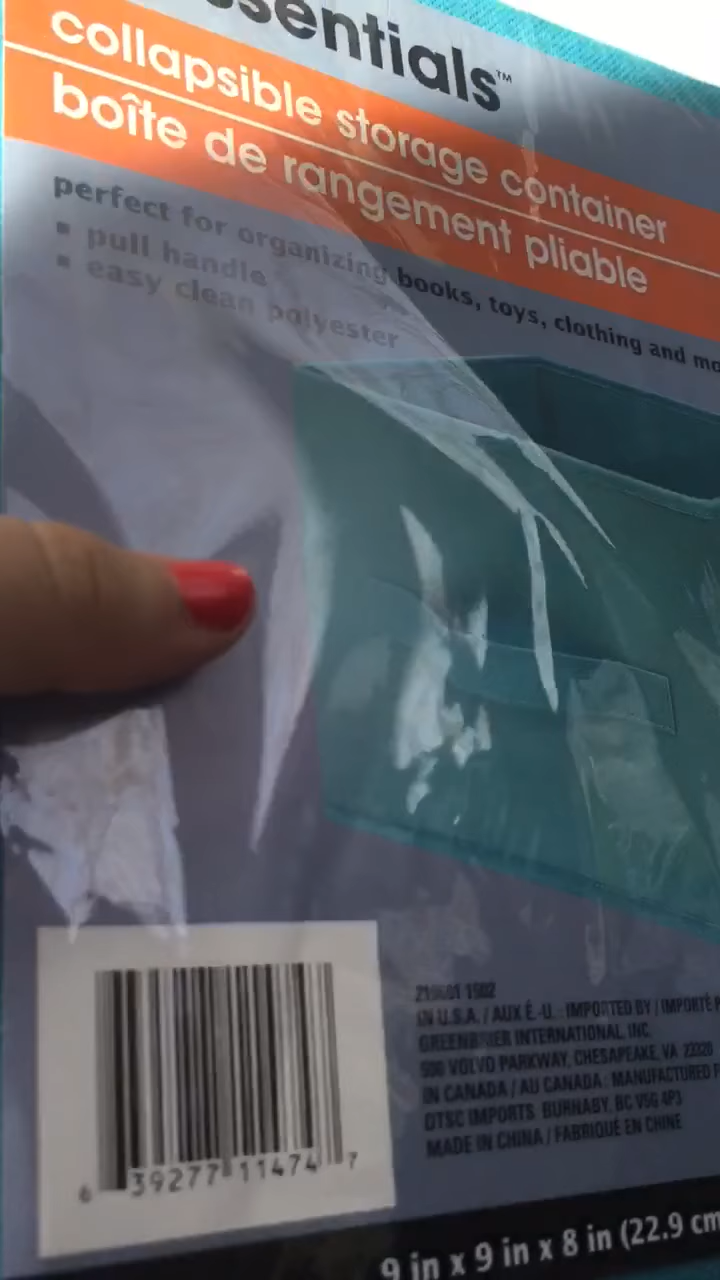 ssentials™
collapsible storage container
boîte de rangement pliable
perfect for organizing books, toys, clothing and mo
▪ pull handle
▪ easy clean polyester
1502
IN U.S.A. / AUX É.-U. : IMPORTED BY / IMPORTÉ P
GREENBRIER INTERNATIONAL, INC.
500 VOLVO PARKWAY, CHESAPEAKE, VA 23320
IN CANADA / AU CANADA : MANUFACTURED F
DTSC IMPORTS BURNABY, BC V5G 4P3
MADE IN CHINA / FABRIQUÉ EN CHINE
6 39277 11474 7
9 in x 9 in x 8 in (22.9 cm